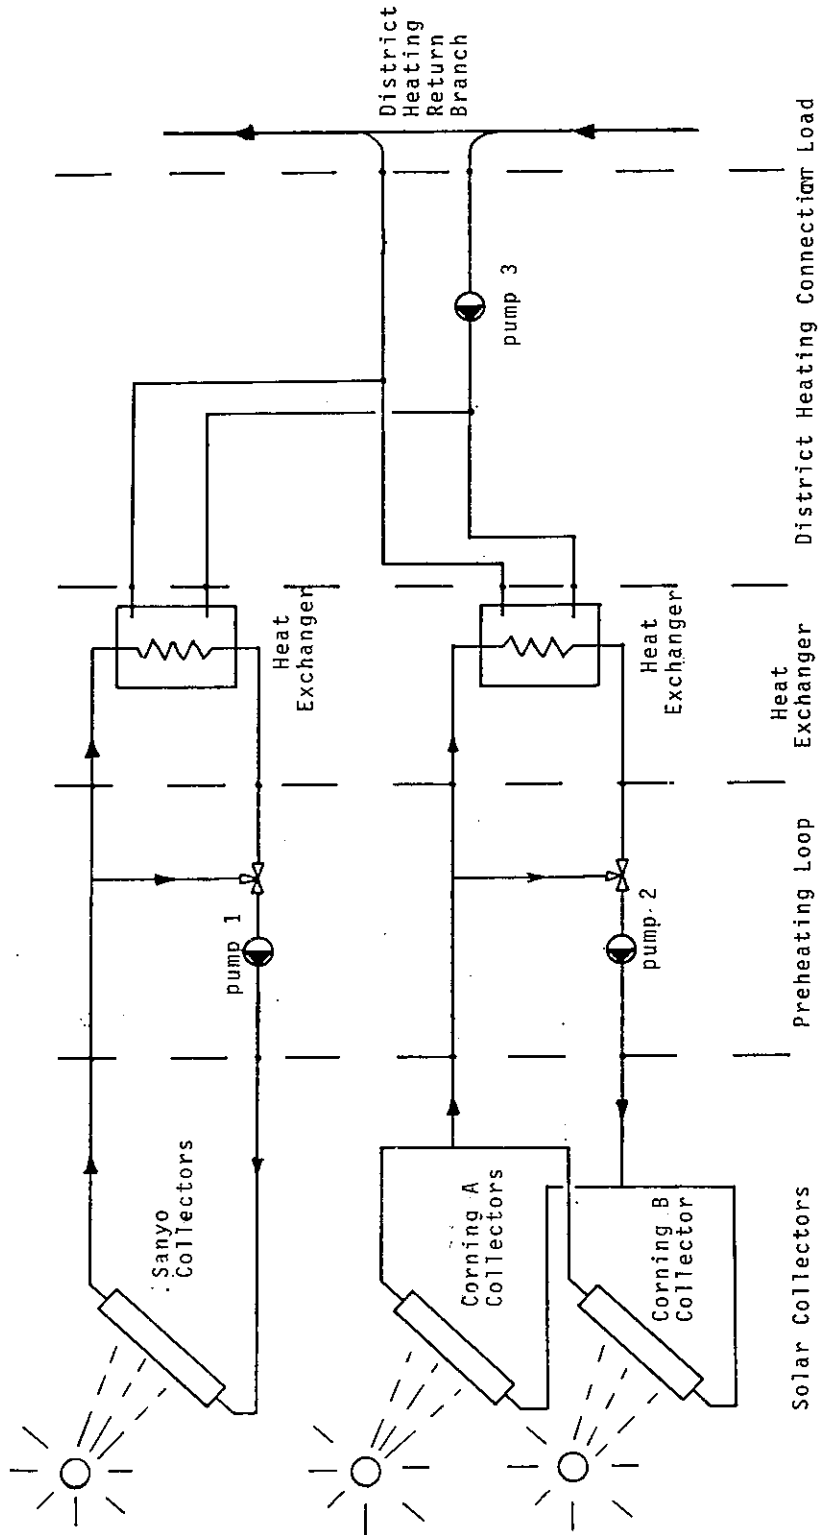 Sanyo
Collectors
Corning A
Collectors
Corning B
Collector
pump 1
pump 2
Heat
Exchanger
Heat
Exchanger
pump 3
District
Heating
Return
Branch
Solar Collectors
Preheating Loop
Heat
Exchanger
District Heating Connection
Load